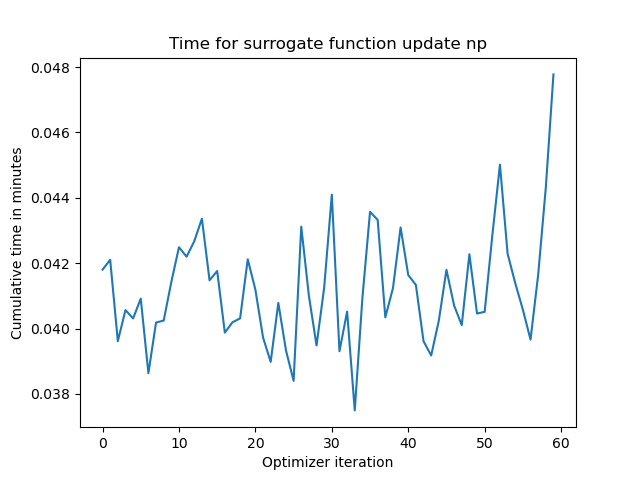 Time for surrogate function update np
0.048
0.046
0.044
0.042
0.040
0.038
Cumulative time in minutes
0 10 20 30 40 50 60
Optimizer iteration